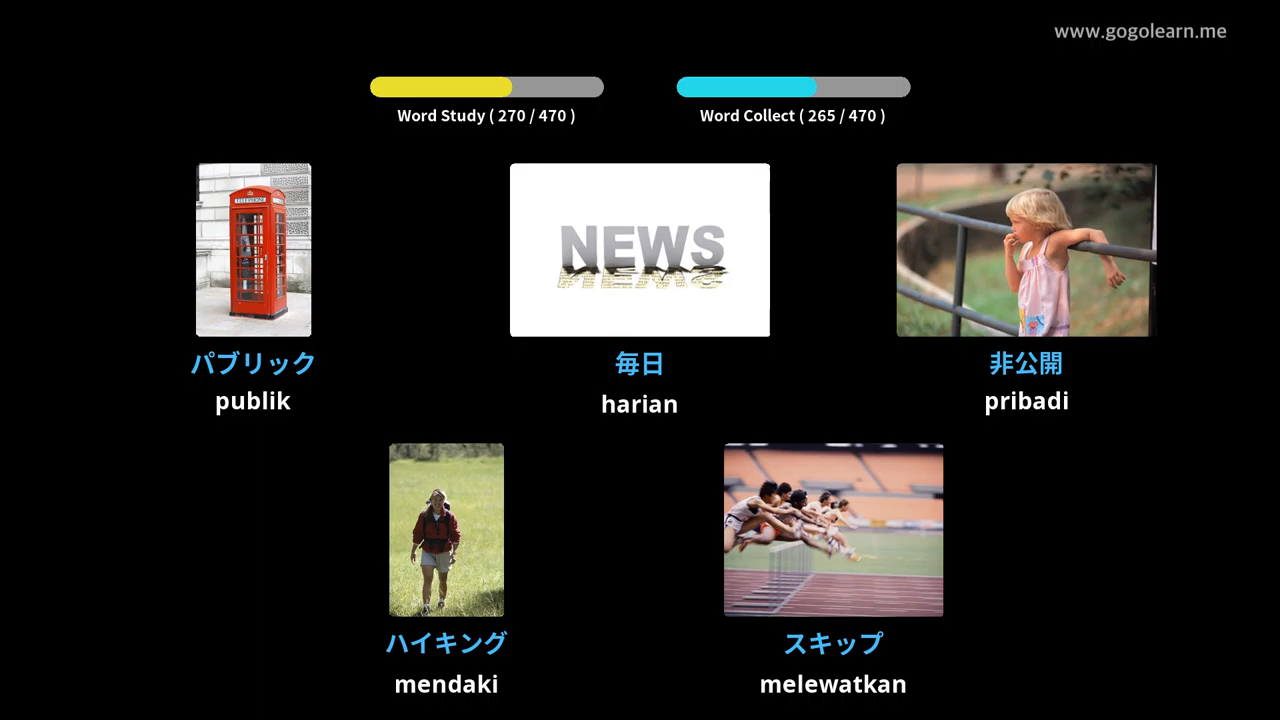 www.gogolearn.me
Word Study ( 270 / 470 )
Word Collect ( 265 / 470 )
TELEPHONE
NEWS
パブリック
publik
毎日
harian
非公開
pribadi
ハイキング
mendaki
スキップ
melewatkan